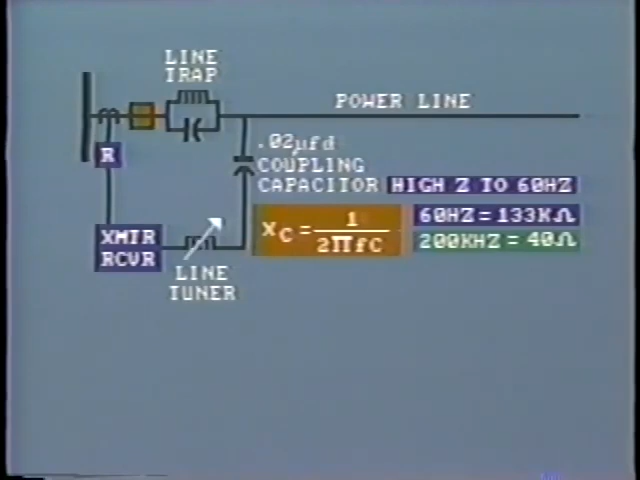 LINE
TRAP
POWER LINE
.02μfd
COUPLING
CAPACITOR HIGH Z TO 60HZ
R
XC = 1/2πfC
60HZ = 133KΩ
200KHZ = 40Ω
XMTR
RCVR
LINE
TUNER